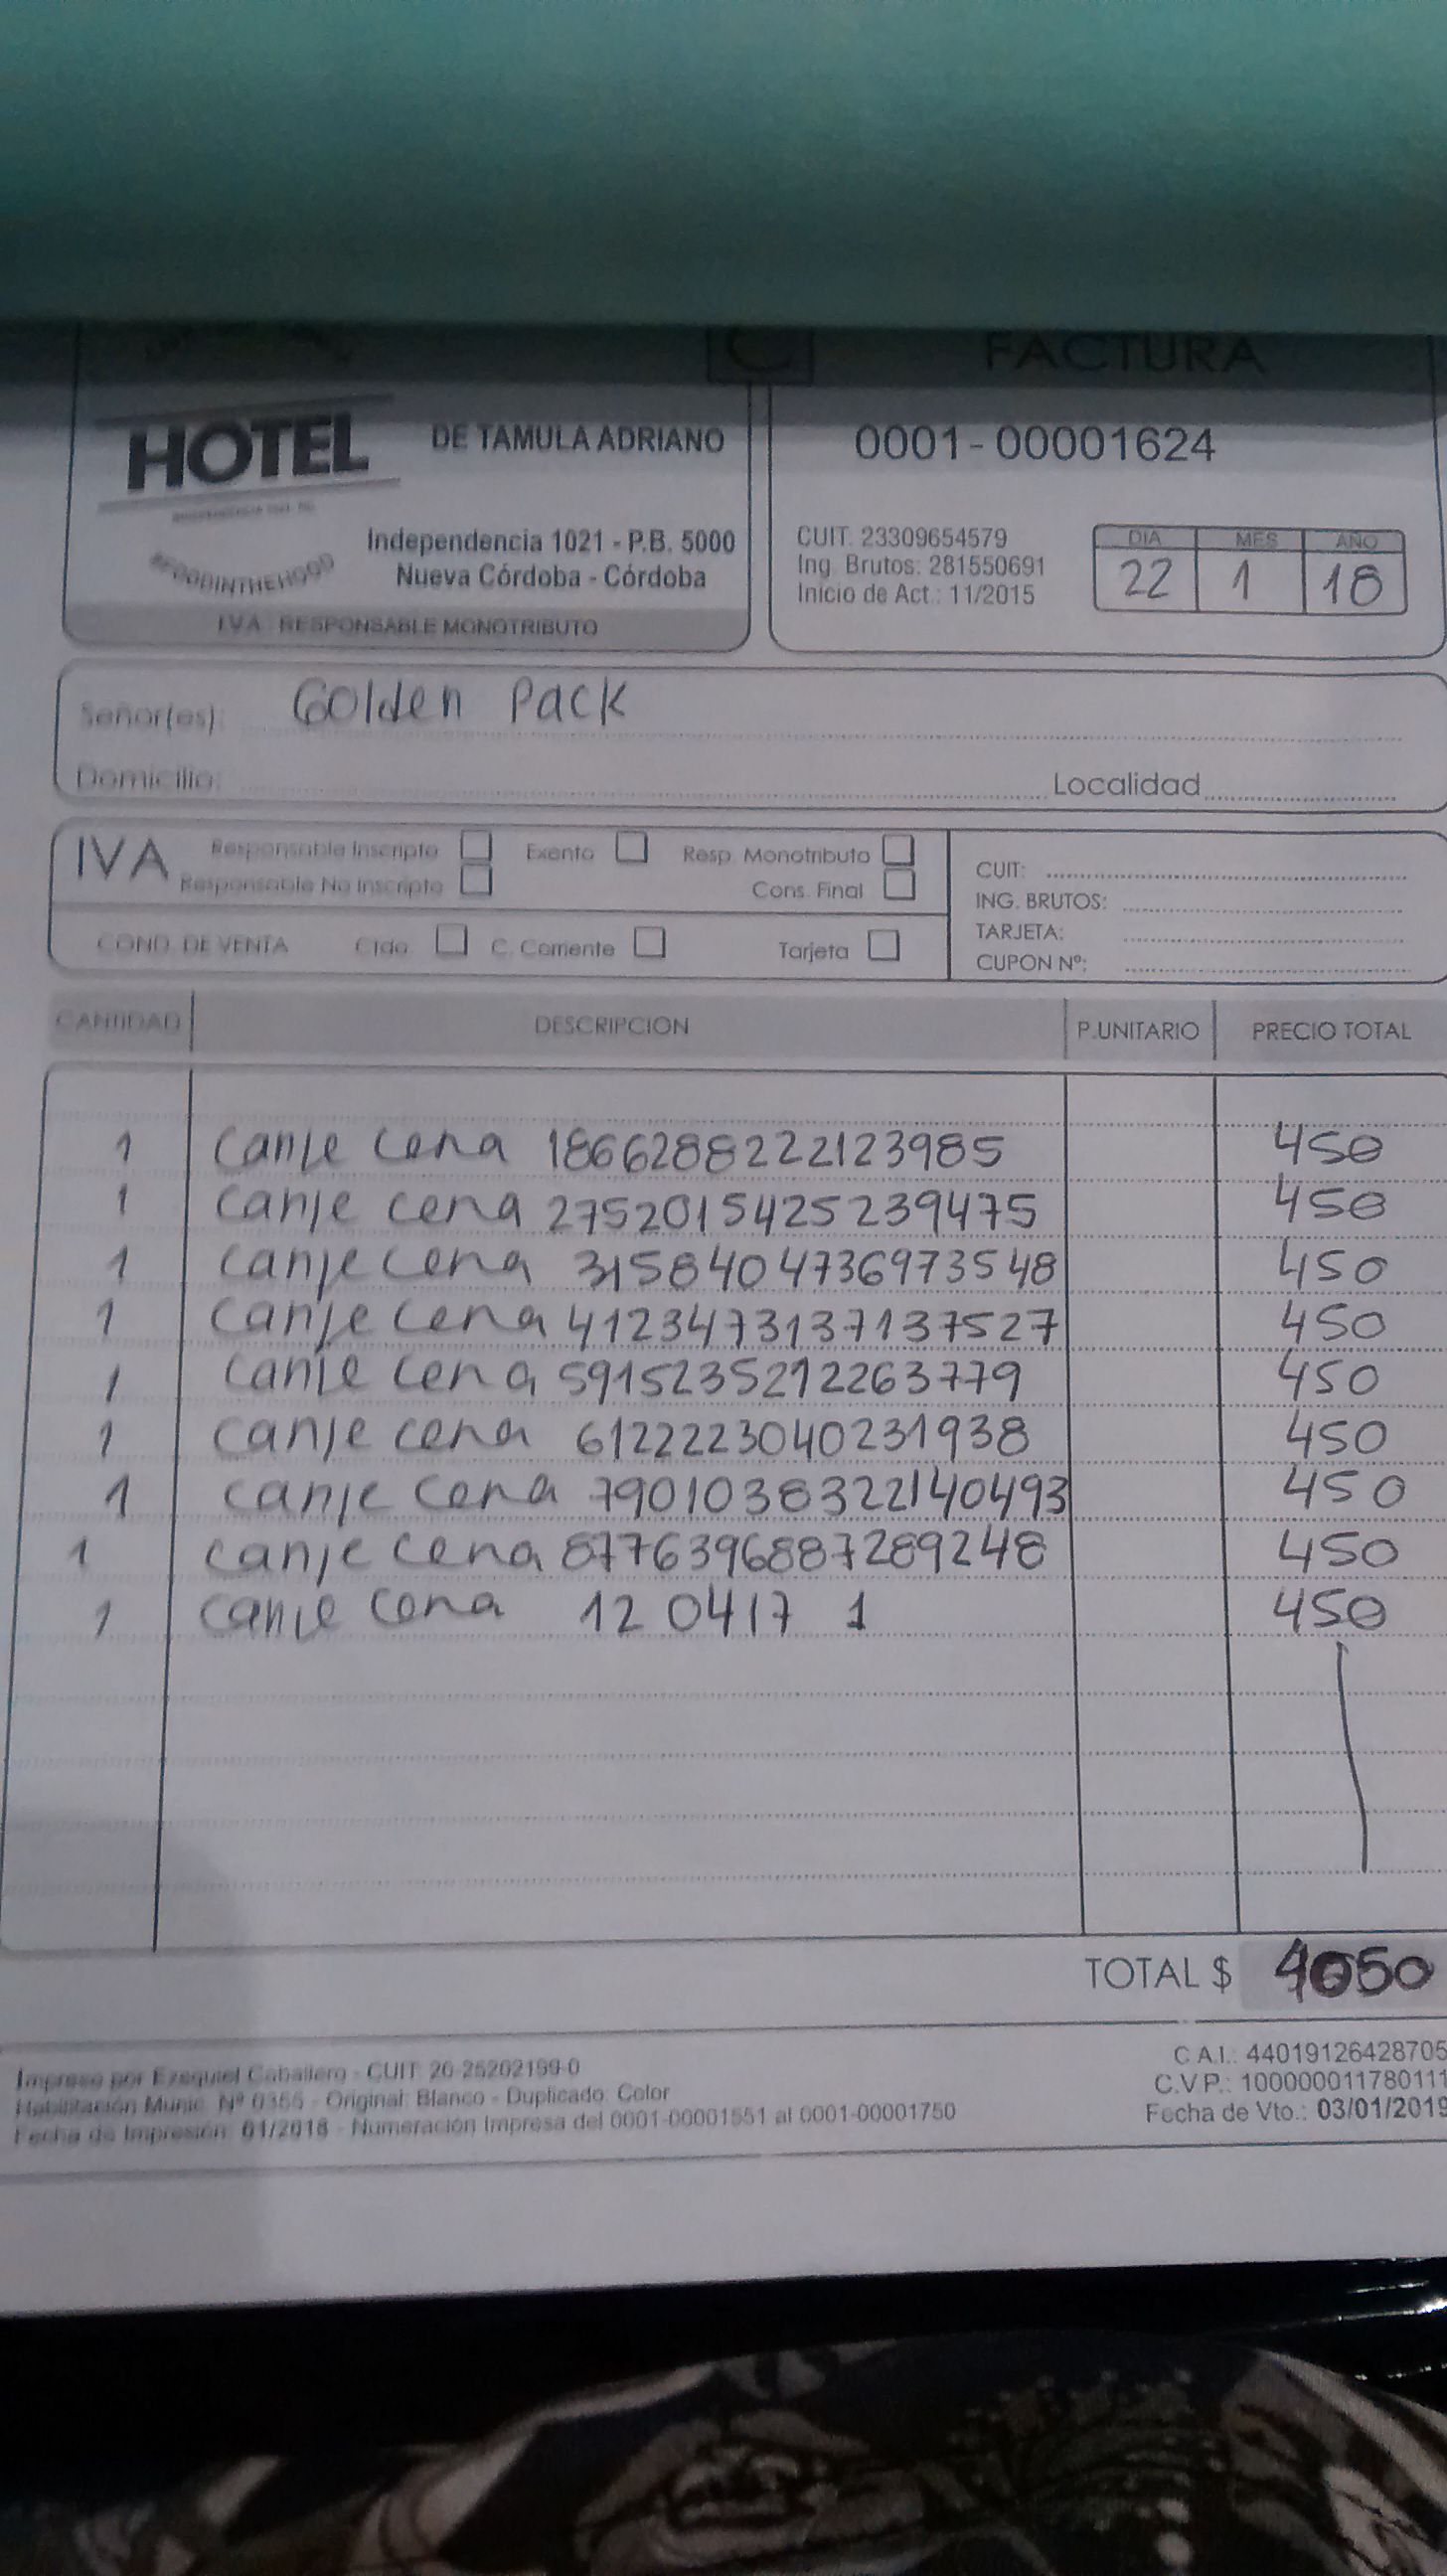 C FACTURA
HOTEL DE TAMULA ADRIANO
0001-00001624
Independencia 1021 - P.B. 5000
Nueva Córdoba - Córdoba
#FOODINTHEHOOD
I.V.A.: RESPONSABLE MONOTRIBUTO
CUIT: 23309654579
Ing. Brutos: 281550691
Inicio de Act.: 11/2015
DIA MES AÑO
22 1 18
Señor(es): Golden Pack
Domicilio: Localidad
IVA Responsable Inscripto Exento Resp. Monotributo
Responsable No Inscripto Cons. Final
COND. DE VENTA Ctdo. C. Corriente Tarjeta
CUIT:
ING. BRUTOS:
TARJETA:
CUPON Nº:
CANTIDAD DESCRIPCION P.UNITARIO PRECIO TOTAL
1 canje cena 1866288222123985 450
1 canje cena 2752015425239475 450
1 canje cena 3158404736973548 450
1 canje cena 4123473137137527 450
1 canje cena 5915235212263779 450
1 canje cena 6122223040231938 450
1 canje cena 7901038322140493 450
1 canje cena 8776396887289248 450
1 canje cena 12 0417 1 450
TOTAL $ 4050
Impreso por Ezequiel Caballero - CUIT: 20-25202199-0
Habilitación Munic. Nº 0355 - Original: Blanco - Duplicado: Color
Fecha de Impresión: 01/2018 - Numeración Impresa del 0001-00001551 al 0001-00001750
C.A.I.: 44019126428705
C.V.P.: 100000011780111
Fecha de Vto.: 03/01/2019